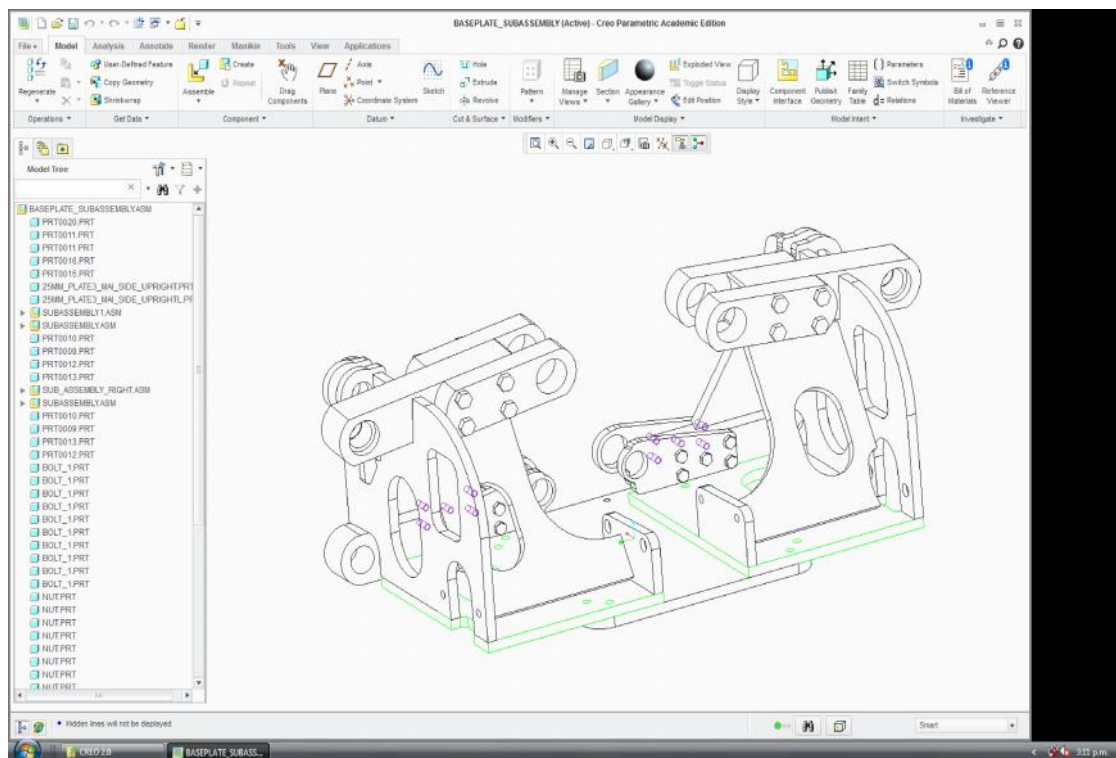 BASEPLATE_SUBASSEMBLY (Active) - Creo Parametric Academic Edition
File Model Analysis Annotate Render Manikin Tools View Applications
User-Defined Feature Create Axis Hole Exploded View Parameters
Copy Geometry Repeat Point Extrude Toggle Status Switch Symbols
Regenerate Shrinkwrap Assemble Drag Components Plane Coordinate System Sketch Revolve Pattern Manage Views Section Appearance Gallery Edit Position Display Style Component Interface Publish Geometry Family Table d= Relations Bill of Materials Reference Viewer
Operations Get Data Component Datum Cut & Surface Modifiers Model Display Model Intent Investigate
Model Tree
BASEPLATE_SUBASSEMBLY.ASM
PRT0020.PRT
PRT0011.PRT
PRT0011.PRT
PRT0016.PRT
PRT0015.PRT
25MM_PLATE3_MAI_SIDE_UPRIGHT.PRT
25MM_PLATE3_MAI_SIDE_UPRIGHTL.PF
SUBASSEMBLY1.ASM
SUBASSEMBLY.ASM
PRT0010.PRT
PRT0009.PRT
PRT0012.PRT
PRT0013.PRT
SUB_ASSEMBLY_RIGHT.ASM
SUBASSEMBLY.ASM
PRT0010.PRT
PRT0009.PRT
PRT0013.PRT
PRT0012.PRT
BOLT_1.PRT
BOLT_1.PRT
BOLT_1.PRT
BOLT_1.PRT
BOLT_1.PRT
BOLT_1.PRT
BOLT_1.PRT
BOLT_1.PRT
BOLT_1.PRT
BOLT_1.PRT
NUT.PRT
NUT.PRT
NUT.PRT
NUT.PRT
NUT.PRT
NUT.PRT
NUT.PRT
NUT.PRT
Hidden lines will not be displayed
Smart
CREO 2.0 BASEPLATE_SUBASS... 3:11 p.m.